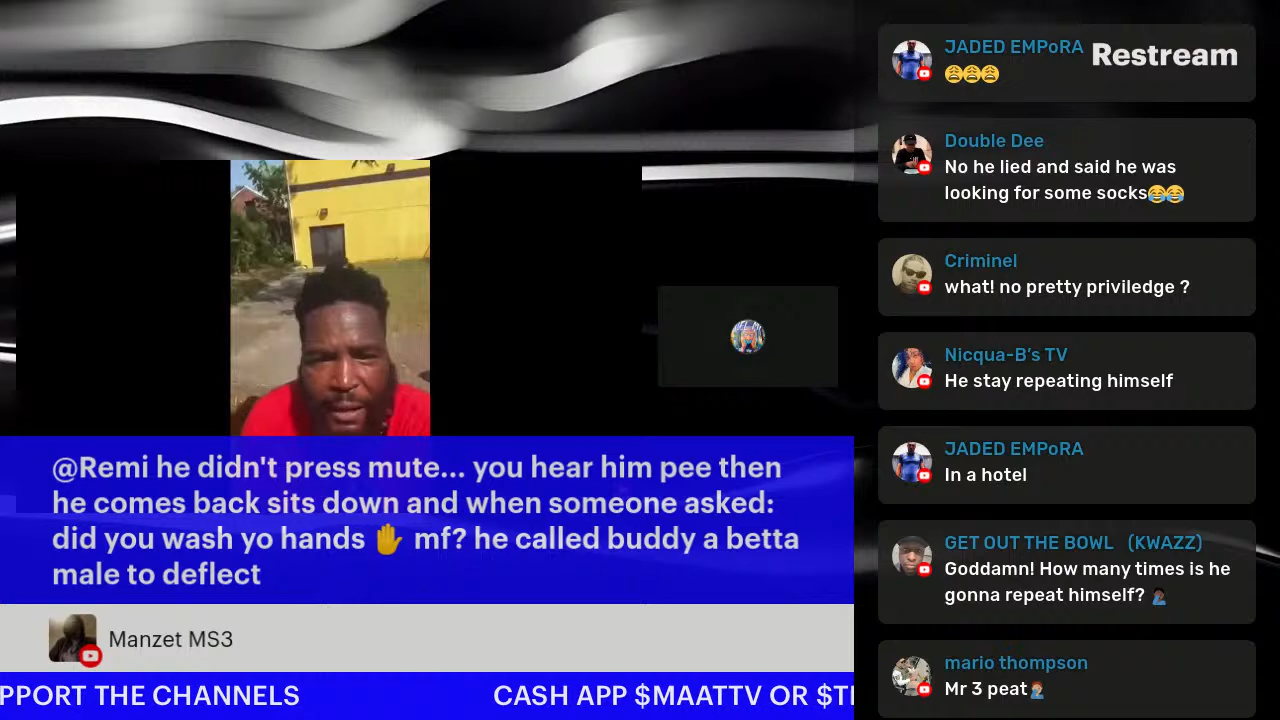 JADED EMPoRA
Restream
😩😩😩
Double Dee
No he lied and said he was
looking for some socks😂😂
Criminel
what! no pretty priviledge ?
Nicqua-B's TV
He stay repeating himself
JADED EMPoRA
In a hotel
GET OUT THE BOWL (KWAZZ)
Goddamn! How many times is he
gonna repeat himself? 🤦🏿‍♂️
mario thompson
Mr 3 peat🤦🏽‍♂️
@Remi he didn't press mute... you hear him pee then
he comes back sits down and when someone asked:
did you wash yo hands ✋ mf? he called buddy a betta
male to deflect
Manzet MS3
PPORT THE CHANNELS CASH APP $MAATTV OR $T